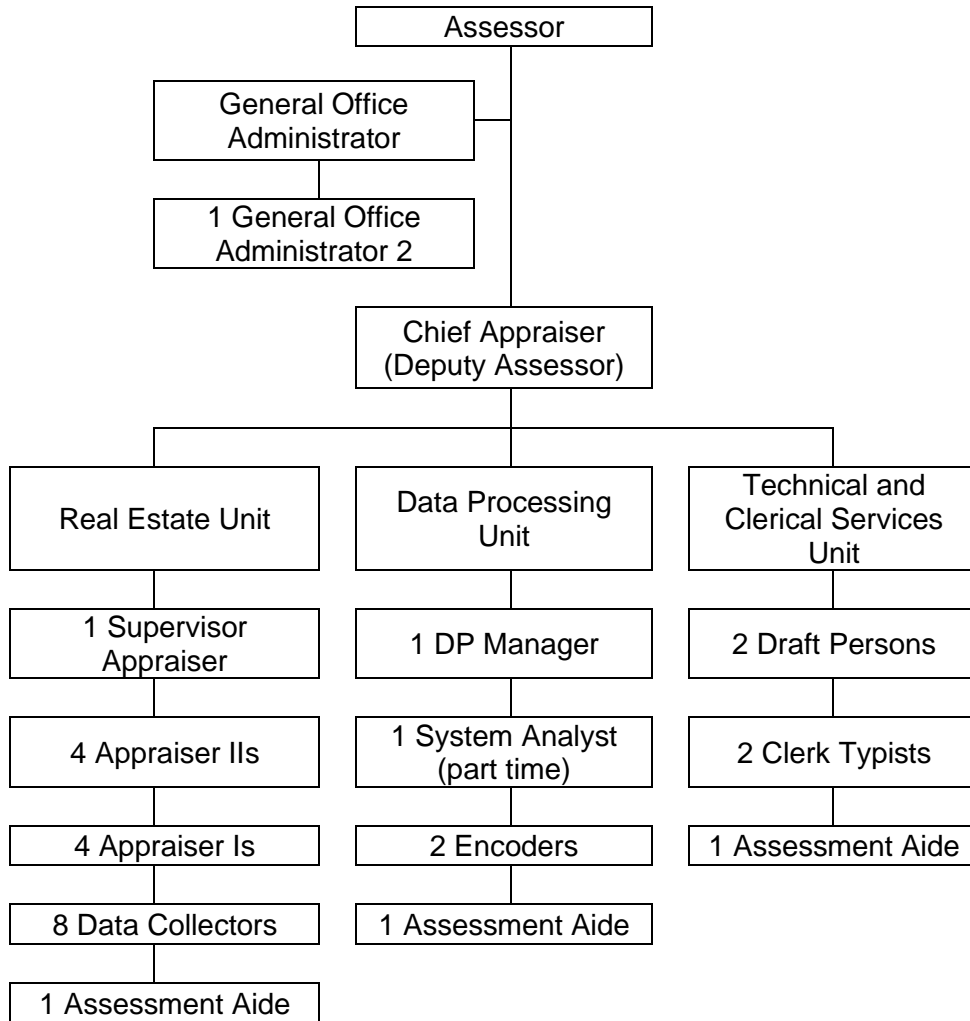 Assessor
General Office
Administrator
1 General Office
Administrator 2
Chief Appraiser
(Deputy Assessor)
Real Estate Unit
Data Processing
Unit
Technical and
Clerical Services
Unit
1 Supervisor
Appraiser
1 DP Manager
2 Draft Persons
4 Appraiser IIs
1 System Analyst
(part time)
2 Clerk Typists
4 Appraiser Is
2 Encoders
1 Assessment Aide
8 Data Collectors
1 Assessment Aide
1 Assessment Aide